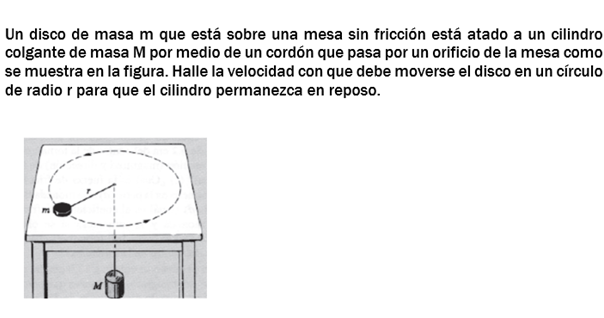 Un disco de masa m que está sobre una mesa sin fricción está atado a un cilindro
colgante de masa M por medio de un cordón que pasa por un orificio de la mesa como
se muestra en la figura. Halle la velocidad con que debe moverse el disco en un círculo
de radio r para que el cilindro permanezca en reposo.
r
m
M